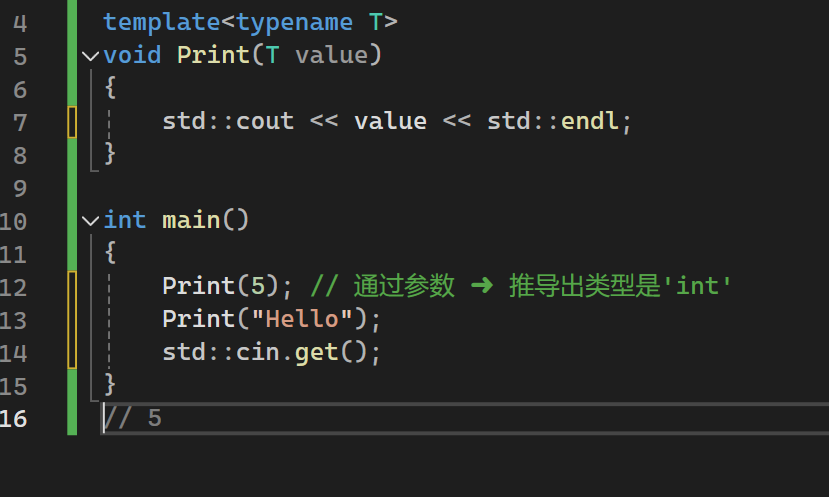 4 template<typename T>
5 void Print(T value)
6 {
7 std::cout << value << std::endl;
8 }
9
10 int main()
11 {
12 Print(5); // 通过参数 ➜ 推导出类型是'int'
13 Print("Hello");
14 std::cin.get();
15 }
16 // 5